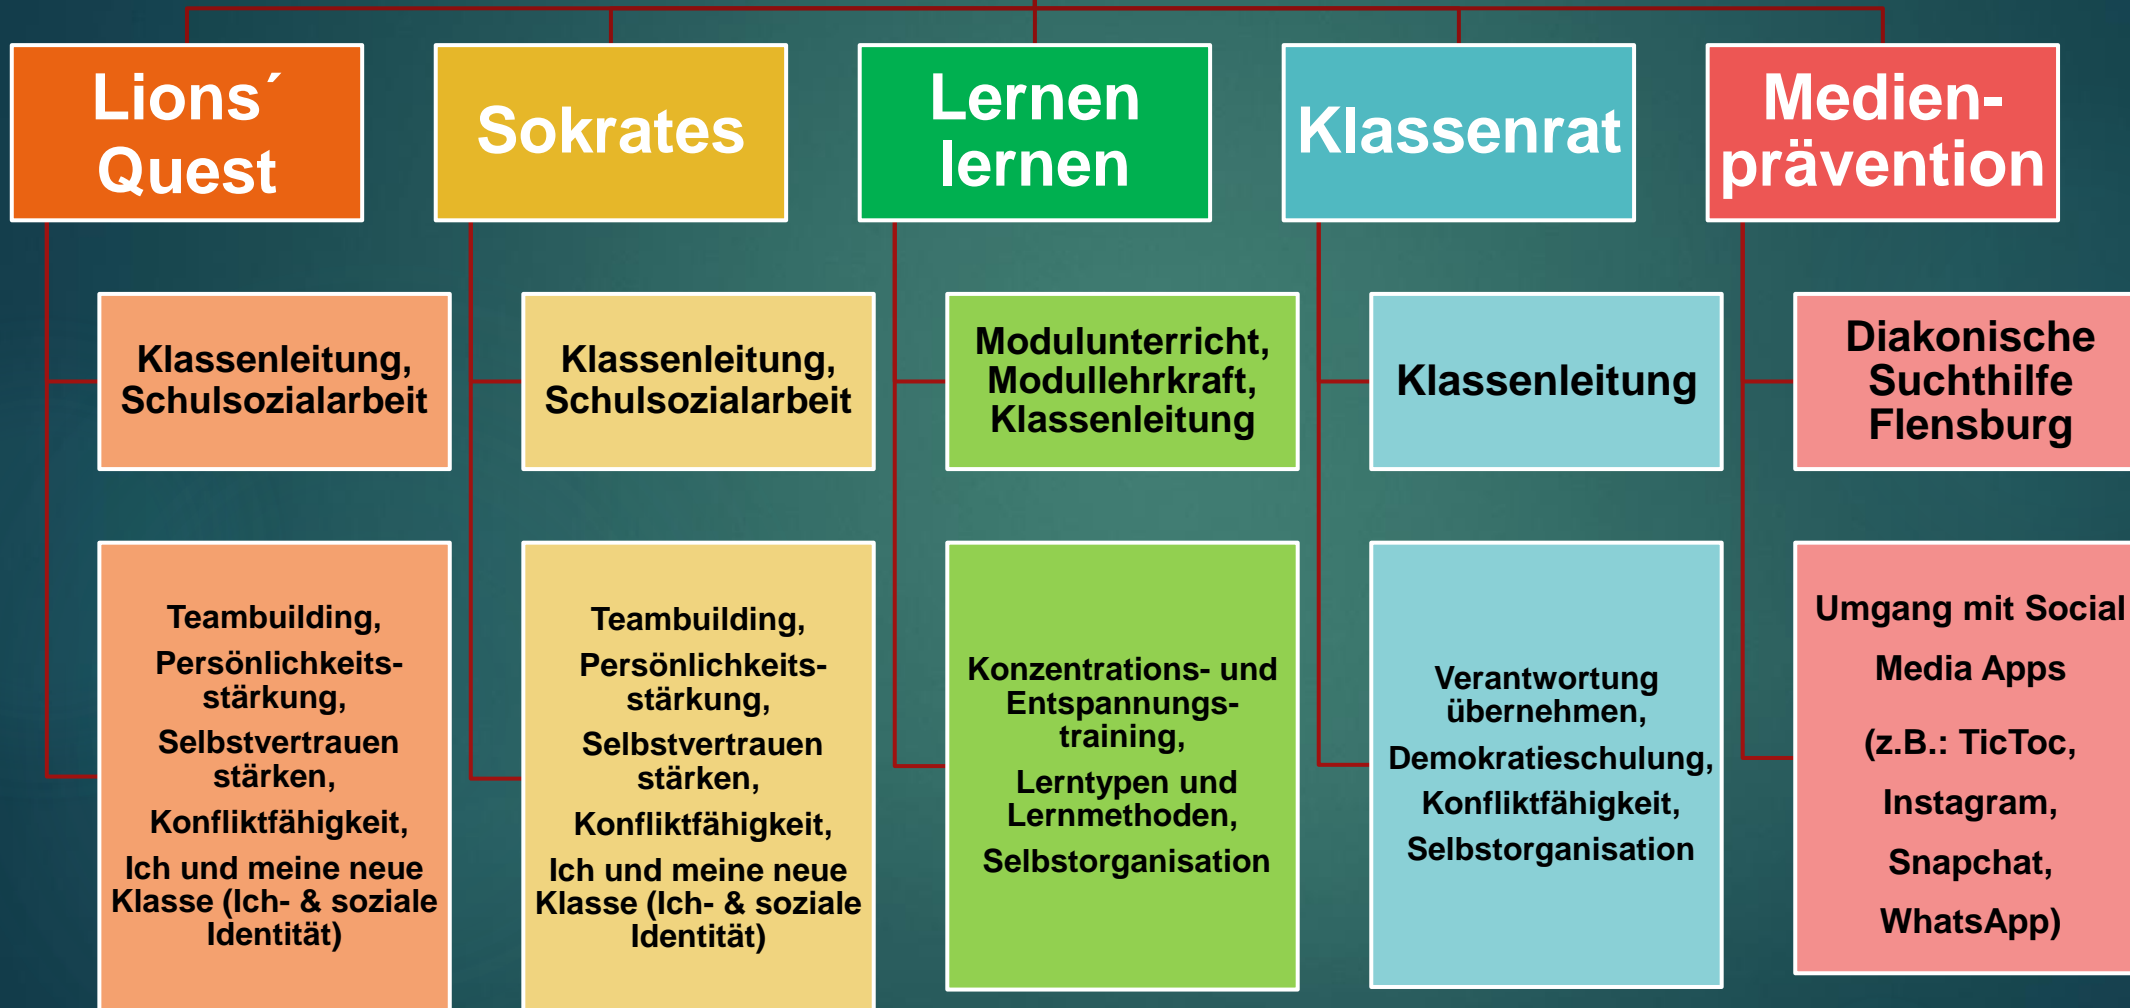 Lions´
Quest
Sokrates
Lernen
lernen
Klassenrat
Medien-
prävention
Klassenleitung,
Schulsozialarbeit
Klassenleitung,
Schulsozialarbeit
Modulunterricht,
Modullehrkraft,
Klassenleitung
Klassenleitung
Diakonische
Suchthilfe
Flensburg
Teambuilding,
Persönlichkeits-
stärkung,
Selbstvertrauen
stärken,
Konfliktfähigkeit,
Ich und meine neue
Klasse (Ich- & soziale
Identität)
Teambuilding,
Persönlichkeits-
stärkung,
Selbstvertrauen
stärken,
Konfliktfähigkeit,
Ich und meine neue
Klasse (Ich- & soziale
Identität)
Konzentrations- und
Entspannungs-
training,
Lerntypen und
Lernmethoden,
Selbstorganisation
Verantwortung
übernehmen,
Demokratieschulung,
Konfliktfähigkeit,
Selbstorganisation
Umgang mit Social
Media Apps
(z.B.: TicToc,
Instagram,
Snapchat,
WhatsApp)